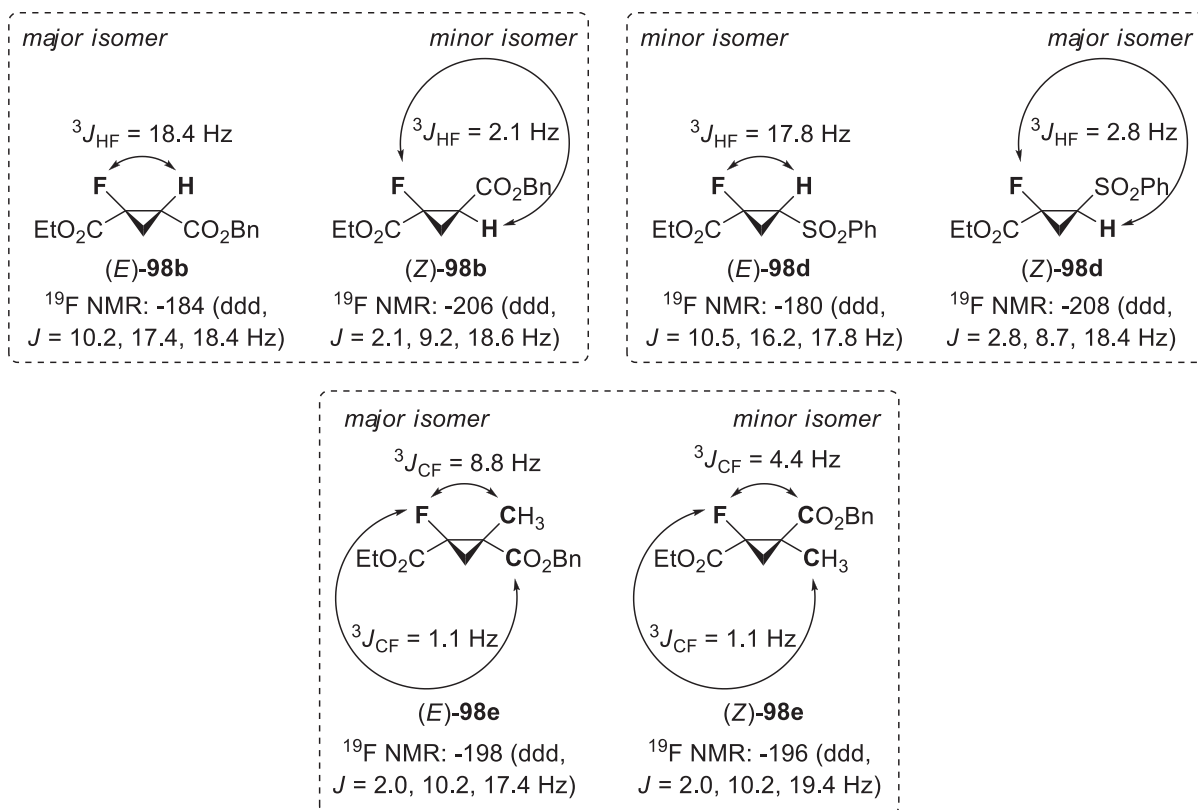 major isomer
minor isomer
³J_HF = 18.4 Hz
³J_HF = 2.1 Hz
F
H
F
CO₂Bn
EtO₂C
CO₂Bn
EtO₂C
H
(E)-98b
(Z)-98b
¹⁹F NMR: -184 (ddd,
J = 10.2, 17.4, 18.4 Hz)
¹⁹F NMR: -206 (ddd,
J = 2.1, 9.2, 18.6 Hz)
minor isomer
major isomer
³J_HF = 17.8 Hz
³J_HF = 2.8 Hz
F
H
F
SO₂Ph
EtO₂C
SO₂Ph
EtO₂C
H
(E)-98d
(Z)-98d
¹⁹F NMR: -180 (ddd,
J = 10.5, 16.2, 17.8 Hz)
¹⁹F NMR: -208 (ddd,
J = 2.8, 8.7, 18.4 Hz)
major isomer
minor isomer
³J_CF = 8.8 Hz
³J_CF = 4.4 Hz
F
CH₃
F
CO₂Bn
EtO₂C
CO₂Bn
EtO₂C
CH₃
³J_CF = 1.1 Hz
³J_CF = 1.1 Hz
(E)-98e
(Z)-98e
¹⁹F NMR: -198 (ddd,
J = 2.0, 10.2, 17.4 Hz)
¹⁹F NMR: -196 (ddd,
J = 2.0, 10.2, 19.4 Hz)